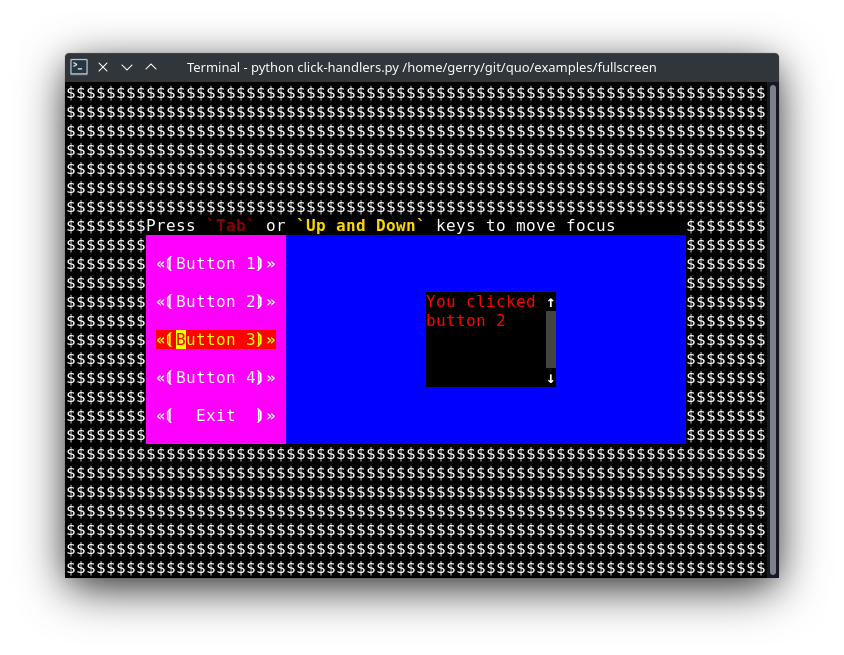 Terminal - python click-handlers.py /home/gerry/git/quo/examples/fullscreen
$$$$$$$$$$$$$$$$$$$$$$$$$$$$$$$$$$$$$$$$$$$$$$$$$$$$$$$$$$$$$$$$$$$$$$
$$$$$$$$$$$$$$$$$$$$$$$$$$$$$$$$$$$$$$$$$$$$$$$$$$$$$$$$$$$$$$$$$$$$$$
$$$$$$$$$$$$$$$$$$$$$$$$$$$$$$$$$$$$$$$$$$$$$$$$$$$$$$$$$$$$$$$$$$$$$$
$$$$$$$$$$$$$$$$$$$$$$$$$$$$$$$$$$$$$$$$$$$$$$$$$$$$$$$$$$$$$$$$$$$$$$
$$$$$$$$$$$$$$$$$$$$$$$$$$$$$$$$$$$$$$$$$$$$$$$$$$$$$$$$$$$$$$$$$$$$$$
$$$$$$$$$$$$$$$$$$$$$$$$$$$$$$$$$$$$$$$$$$$$$$$$$$$$$$$$$$$$$$$$$$$$$$
$$$$$$$$$$$$$$$$$$$$$$$$$$$$$$$$$$$$$$$$$$$$$$$$$$$$$$$$$$$$$$$$$$$$$$
$$$$$$$$Press `Tab` or `Up and Down` keys to move focus $$$$$$$$
$$$$$$$$ $$$$$$$$
$$$$$$$$ «❲Button 1❳» $$$$$$$$
$$$$$$$$ $$$$$$$$
$$$$$$$$ «❲Button 2❳» You clicked ↑ $$$$$$$$
$$$$$$$$ button 2 $$$$$$$$
$$$$$$$$ «❲Button 3❳» $$$$$$$$
$$$$$$$$ $$$$$$$$
$$$$$$$$ «❲Button 4❳» ↓ $$$$$$$$
$$$$$$$$ $$$$$$$$
$$$$$$$$ «❲ Exit ❳» $$$$$$$$
$$$$$$$$ $$$$$$$$
$$$$$$$$$$$$$$$$$$$$$$$$$$$$$$$$$$$$$$$$$$$$$$$$$$$$$$$$$$$$$$$$$$$$$$
$$$$$$$$$$$$$$$$$$$$$$$$$$$$$$$$$$$$$$$$$$$$$$$$$$$$$$$$$$$$$$$$$$$$$$
$$$$$$$$$$$$$$$$$$$$$$$$$$$$$$$$$$$$$$$$$$$$$$$$$$$$$$$$$$$$$$$$$$$$$$
$$$$$$$$$$$$$$$$$$$$$$$$$$$$$$$$$$$$$$$$$$$$$$$$$$$$$$$$$$$$$$$$$$$$$$
$$$$$$$$$$$$$$$$$$$$$$$$$$$$$$$$$$$$$$$$$$$$$$$$$$$$$$$$$$$$$$$$$$$$$$
$$$$$$$$$$$$$$$$$$$$$$$$$$$$$$$$$$$$$$$$$$$$$$$$$$$$$$$$$$$$$$$$$$$$$$
$$$$$$$$$$$$$$$$$$$$$$$$$$$$$$$$$$$$$$$$$$$$$$$$$$$$$$$$$$$$$$$$$$$$$$